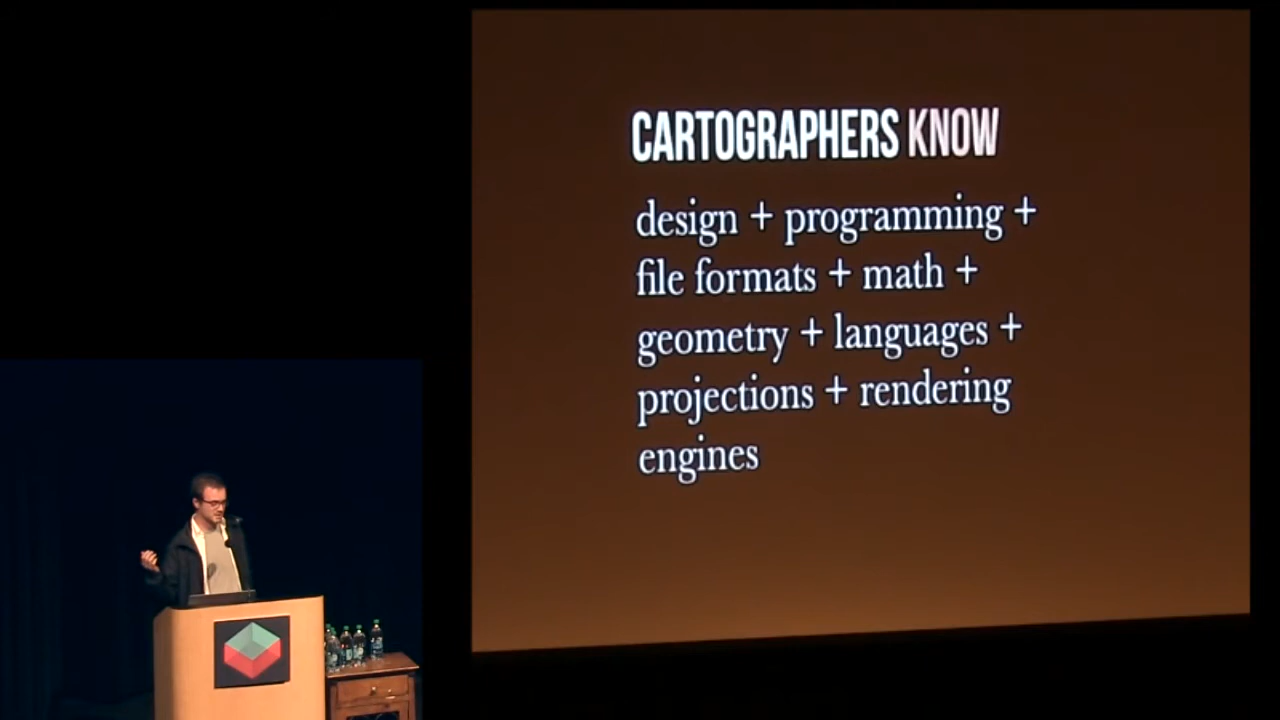 CARTOGRAPHERS KNOW
design + programming +
file formats + math +
geometry + languages +
projections + rendering
engines